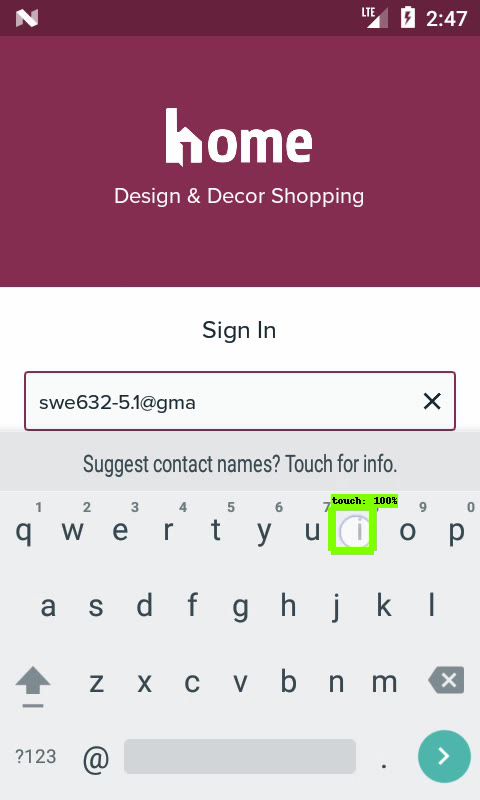 LTE 2:47
home
Design & Decor Shopping
Sign In
swe632-5.1@gma
Suggest contact names? Touch for info.
touch: 100%
1 2 3 4 5 6 7 9 0
q w e r t y u i o p
a s d f g h j k l
z x c v b n m
?123 @ .